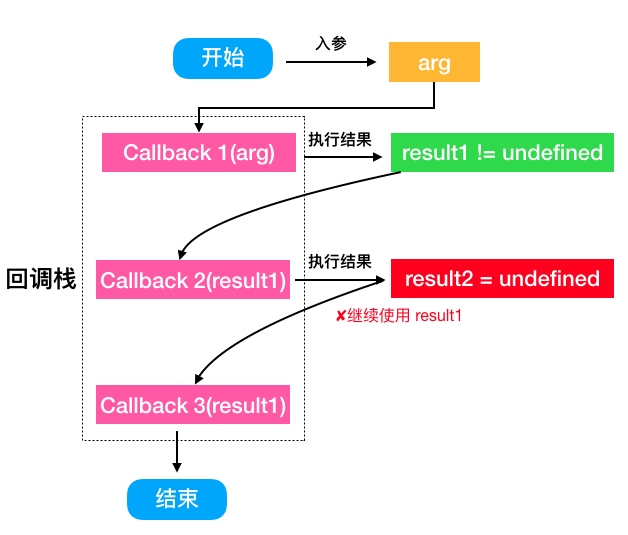 开始
入参
arg
Callback 1(arg)
执行结果
result1 != undefined
回调栈
Callback 2(result1)
执行结果
result2 = undefined
✘继续使用 result1
Callback 3(result1)
结束